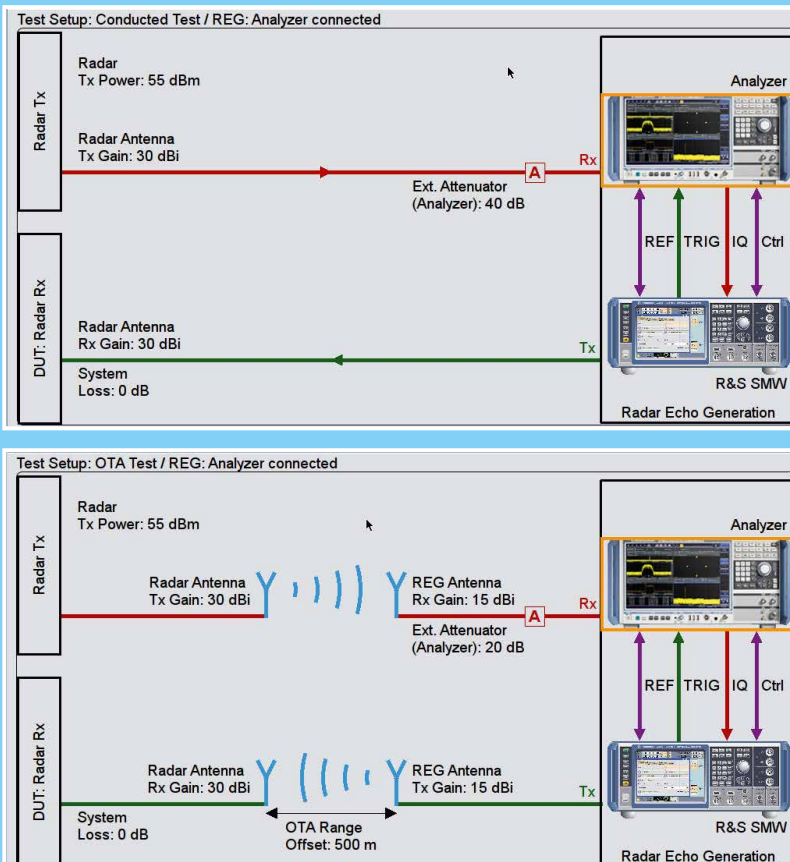 Test Setup: Conducted Test / REG: Analyzer connected
Radar Tx
Radar
Tx Power: 55 dBm
Radar Antenna
Tx Gain: 30 dBi
A
Ext. Attenuator
(Analyzer): 40 dB
Rx
Analyzer
REF
TRIG
IQ
Ctrl
DUT: Radar Rx
Radar Antenna
Rx Gain: 30 dBi
System
Loss: 0 dB
Tx
R&S SMW
Radar Echo Generation
Test Setup: OTA Test / REG: Analyzer connected
Radar Tx
Radar
Tx Power: 55 dBm
Radar Antenna
Tx Gain: 30 dBi
REG Antenna
Rx Gain: 15 dBi
A
Ext. Attenuator
(Analyzer): 20 dB
Rx
Analyzer
REF
TRIG
IQ
Ctrl
DUT: Radar Rx
Radar Antenna
Rx Gain: 30 dBi
System
Loss: 0 dB
REG Antenna
Tx Gain: 15 dBi
OTA Range
Offset: 500 m
Tx
R&S SMW
Radar Echo Generation